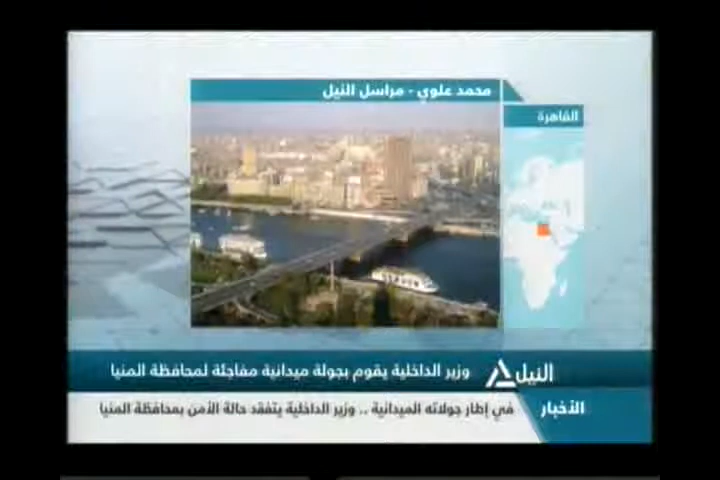 محمد علوي - مراسل النيل
القاهرة
النيل
وزير الداخلية يقوم بجولة ميدانية مفاجئة لمحافظة المنيا
الأخبار
في إطار جولاته الميدانية .. وزير الداخلية يتفقد حالة الأمن بمحافظة المنيا